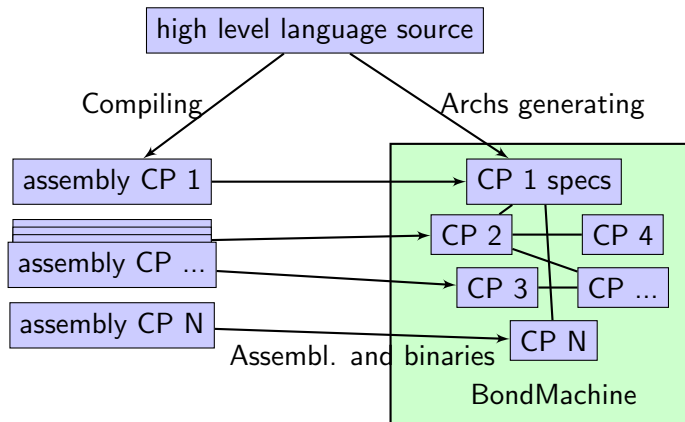 high level language source
Compiling
Archs generating
assembly CP 1
CP 1 specs
CP 2
CP 4
assembly CP ...
CP 3
CP ...
assembly CP N
CP N
Assembl. and binaries
BondMachine